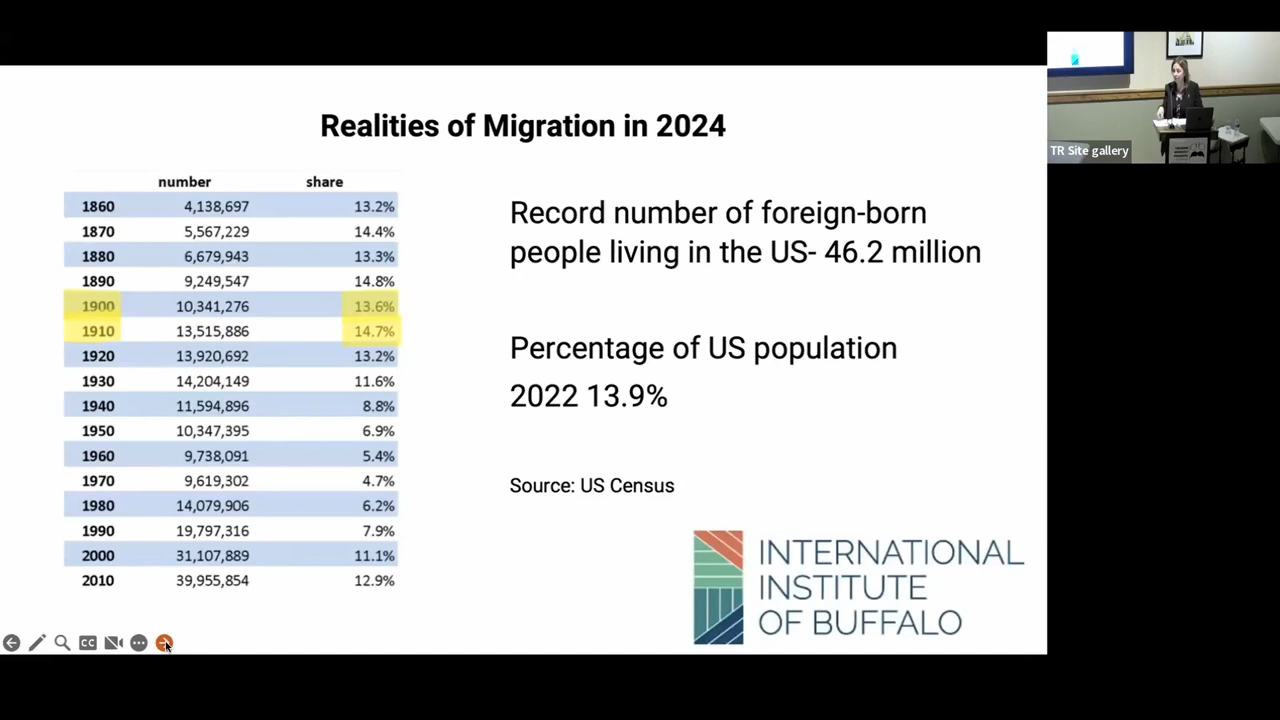 Realities of Migration in 2024
number share
1860 4,138,697 13.2%
1870 5,567,229 14.4%
1880 6,679,943 13.3%
1890 9,249,547 14.8%
1900 10,341,276 13.6%
1910 13,515,886 14.7%
1920 13,920,692 13.2%
1930 14,204,149 11.6%
1940 11,594,896 8.8%
1950 10,347,395 6.9%
1960 9,738,091 5.4%
1970 9,619,302 4.7%
1980 14,079,906 6.2%
1990 19,797,316 7.9%
2000 31,107,889 11.1%
2010 39,955,854 12.9%
Record number of foreign-born
people living in the US- 46.2 million
Percentage of US population
2022 13.9%
Source: US Census
INTERNATIONAL
INSTITUTE
OF BUFFALO
CC
TR Site gallery